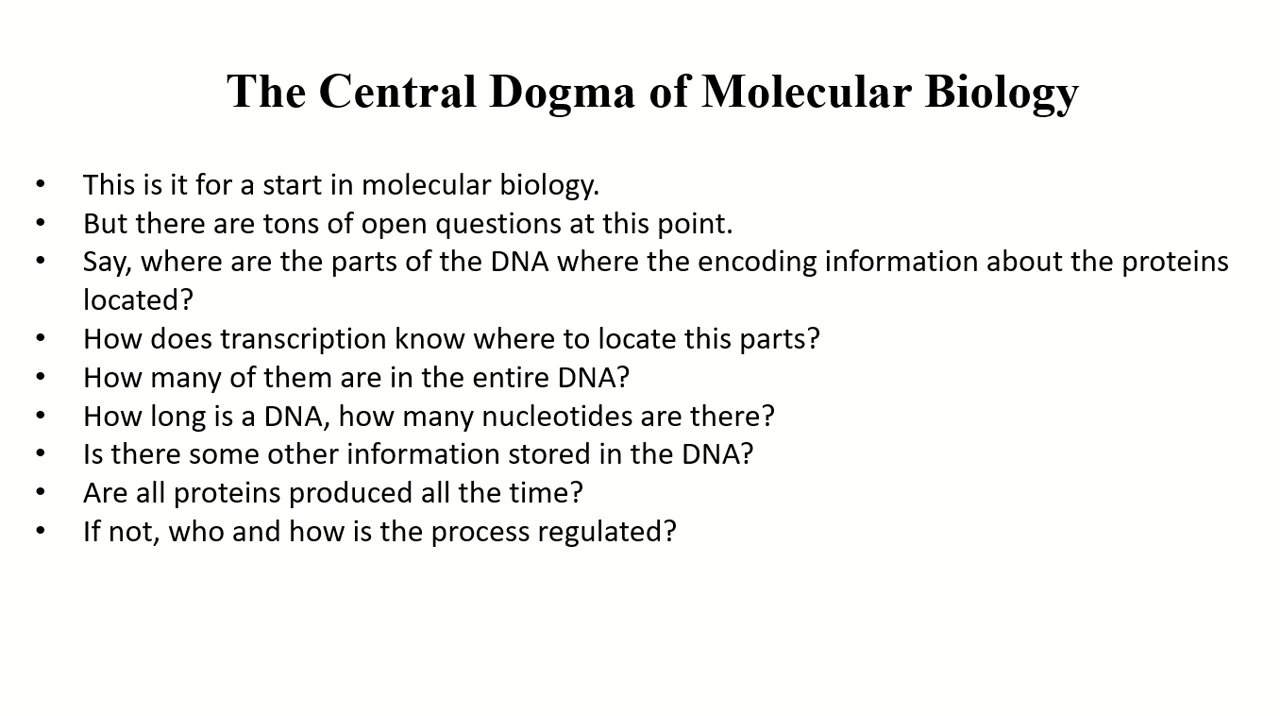 The Central Dogma of Molecular Biology
• This is it for a start in molecular biology.
• But there are tons of open questions at this point.
• Say, where are the parts of the DNA where the encoding information about the proteins
located?
• How does transcription know where to locate this parts?
• How many of them are in the entire DNA?
• How long is a DNA, how many nucleotides are there?
• Is there some other information stored in the DNA?
• Are all proteins produced all the time?
• If not, who and how is the process regulated?